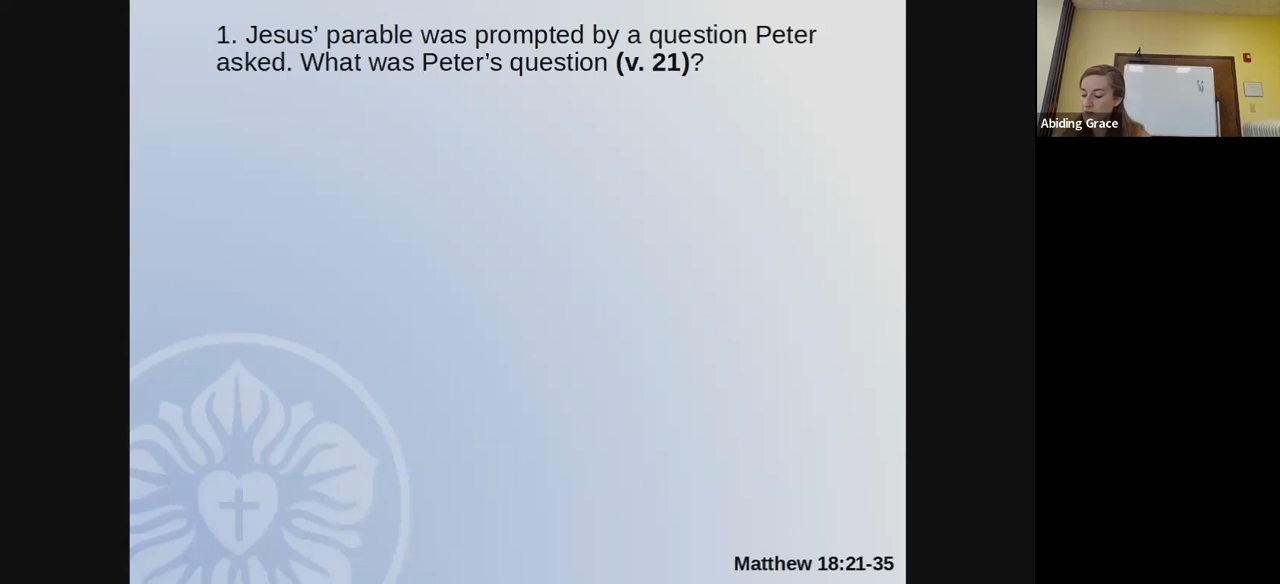 1. Jesus’ parable was prompted by a question Peter
asked. What was Peter’s question (v. 21)?
Abiding Grace
Matthew 18:21-35